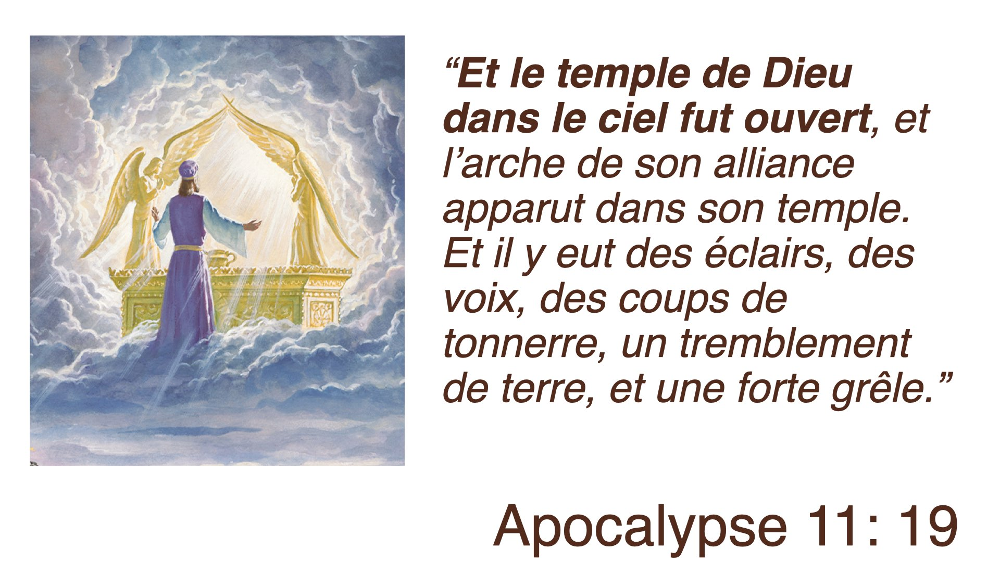 “Et le temple de Dieu
dans le ciel fut ouvert, et
l’arche de son alliance
apparut dans son temple.
Et il y eut des éclairs, des
voix, des coups de
tonnerre, un tremblement
de terre, et une forte grêle.”
Apocalypse 11: 19